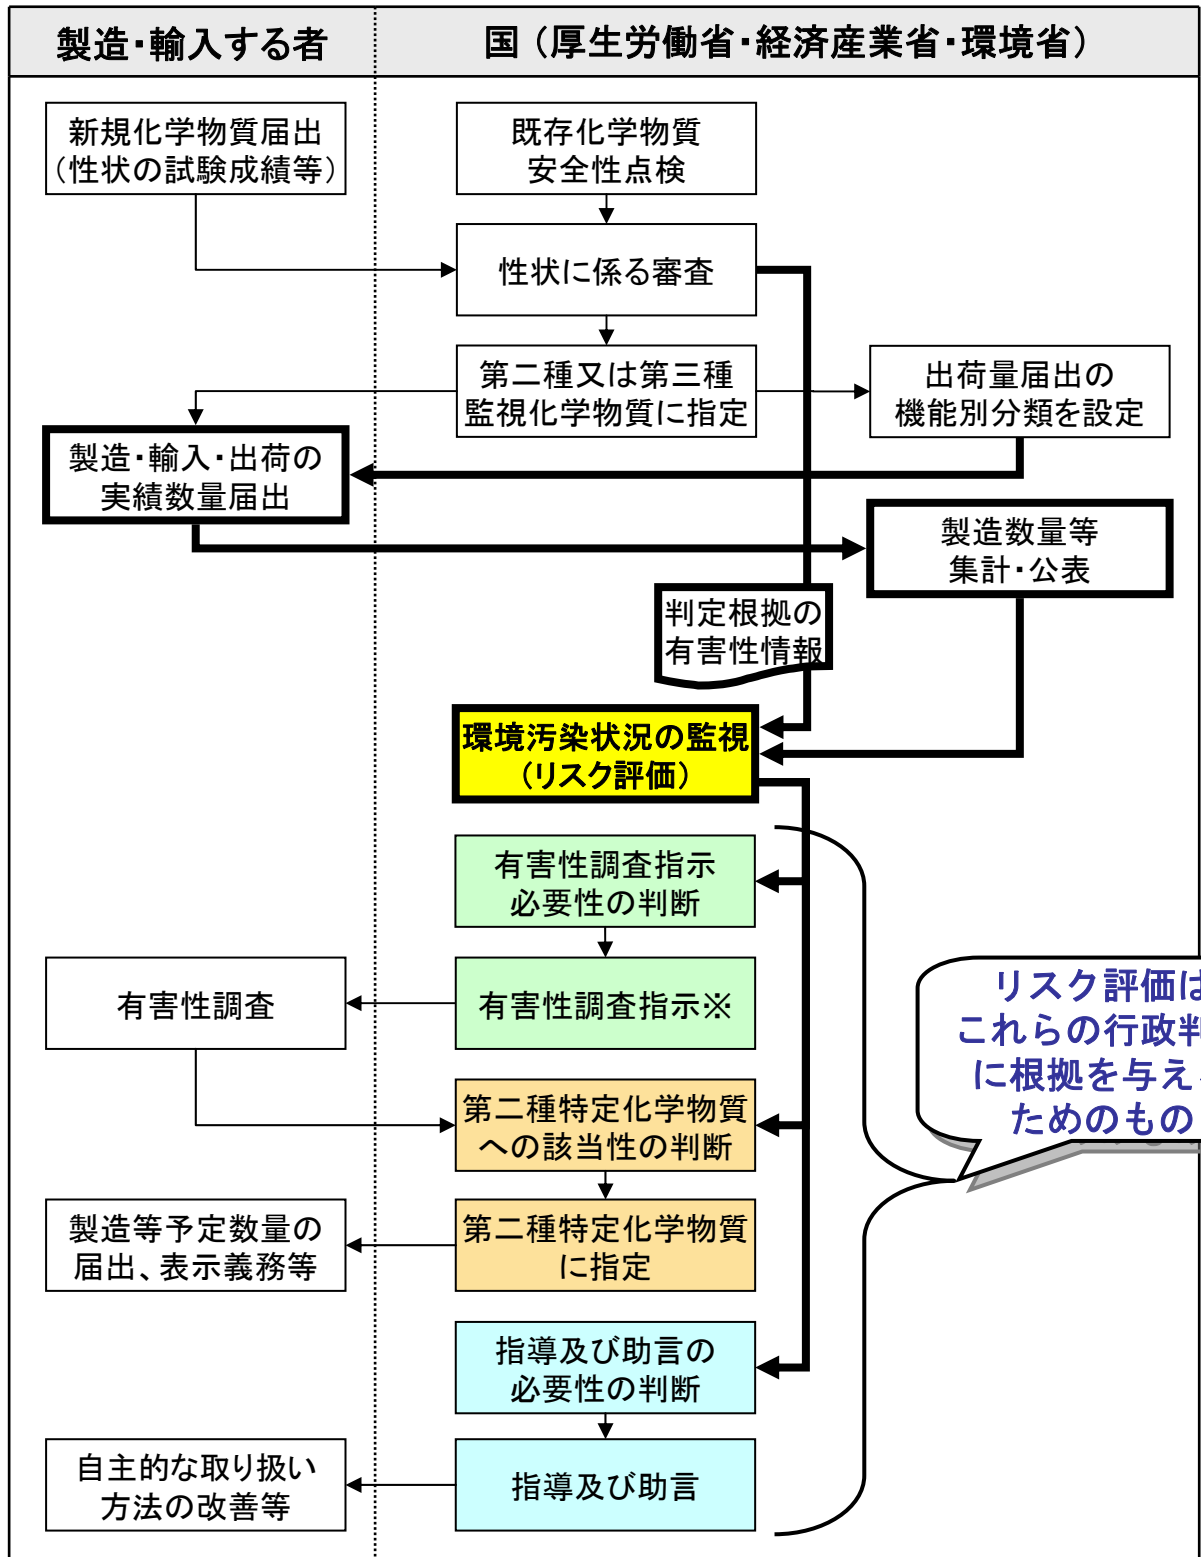 製造・輸入する者
国（厚生労働省・経済産業省・環境省）
新規化学物質届出
（性状の試験成績等）
既存化学物質
安全性点検
性状に係る審査
第二種又は第三種
監視化学物質に指定
出荷量届出の
機能別分類を設定
製造・輸入・出荷の
実績数量届出
製造数量等
集計・公表
判定根拠の
有害性情報
環境汚染状況の監視
（リスク評価）
有害性調査指示
必要性の判断
有害性調査
有害性調査指示※
リスク評価は
これらの行政判
に根拠を与え
ためのもの
第二種特定化学物質
への該当性の判断
製造等予定数量の
届出、表示義務等
第二種特定化学物質
に指定
指導及び助言の
必要性の判断
自主的な取り扱い
方法の改善等
指導及び助言